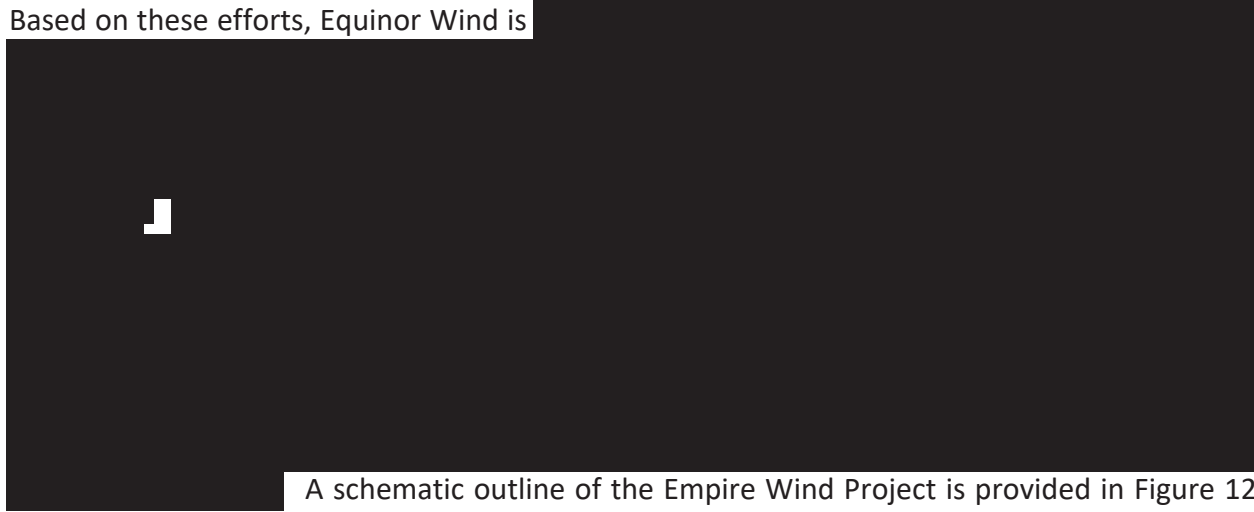 Based on these efforts, Equinor Wind is
A schematic outline of the Empire Wind Project is provided in Figure 12